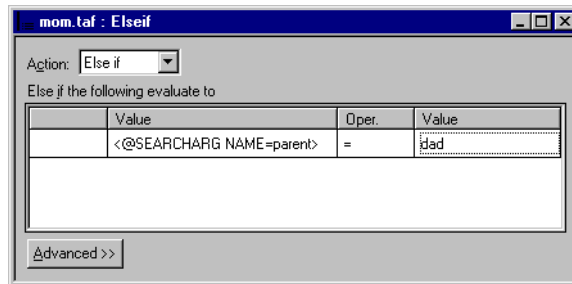 mom.taf : Elseif
Action: Else if
Else if the following evaluate to
Value Oper. Value
<@SEARCHARG NAME=parent> = dad
Advanced >>